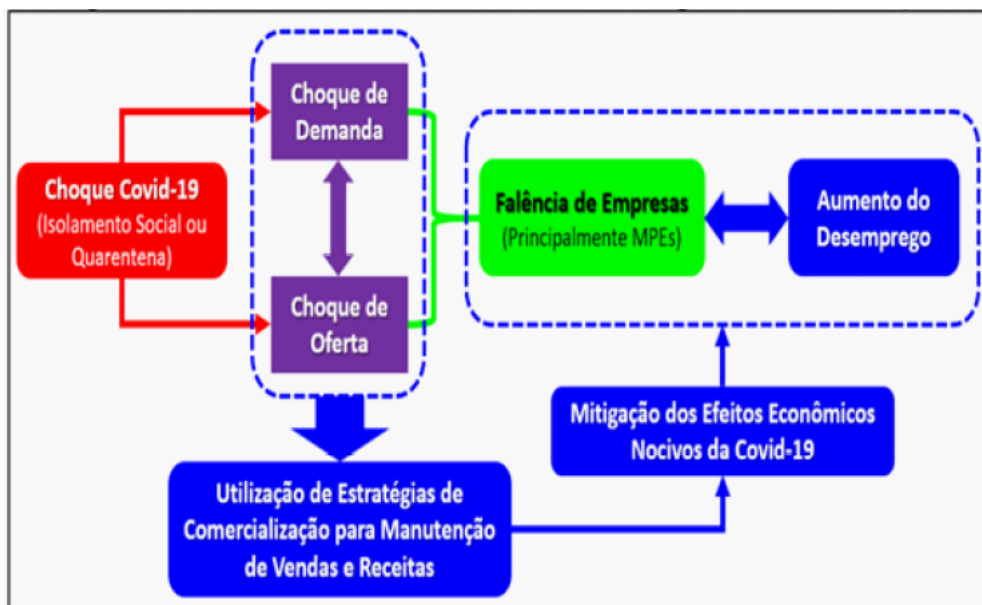 Choque de
Demanda
Choque Covid-19
(Isolamento Social ou
Quarentena)
Choque de
Oferta
Falência de Empresas
(Principalmente MPEs)
Aumento do
Desemprego
Mitigação dos Efeitos Econômicos
Nocivos da Covid-19
Utilização de Estratégias de
Comercialização para Manutenção
de Vendas e Receitas